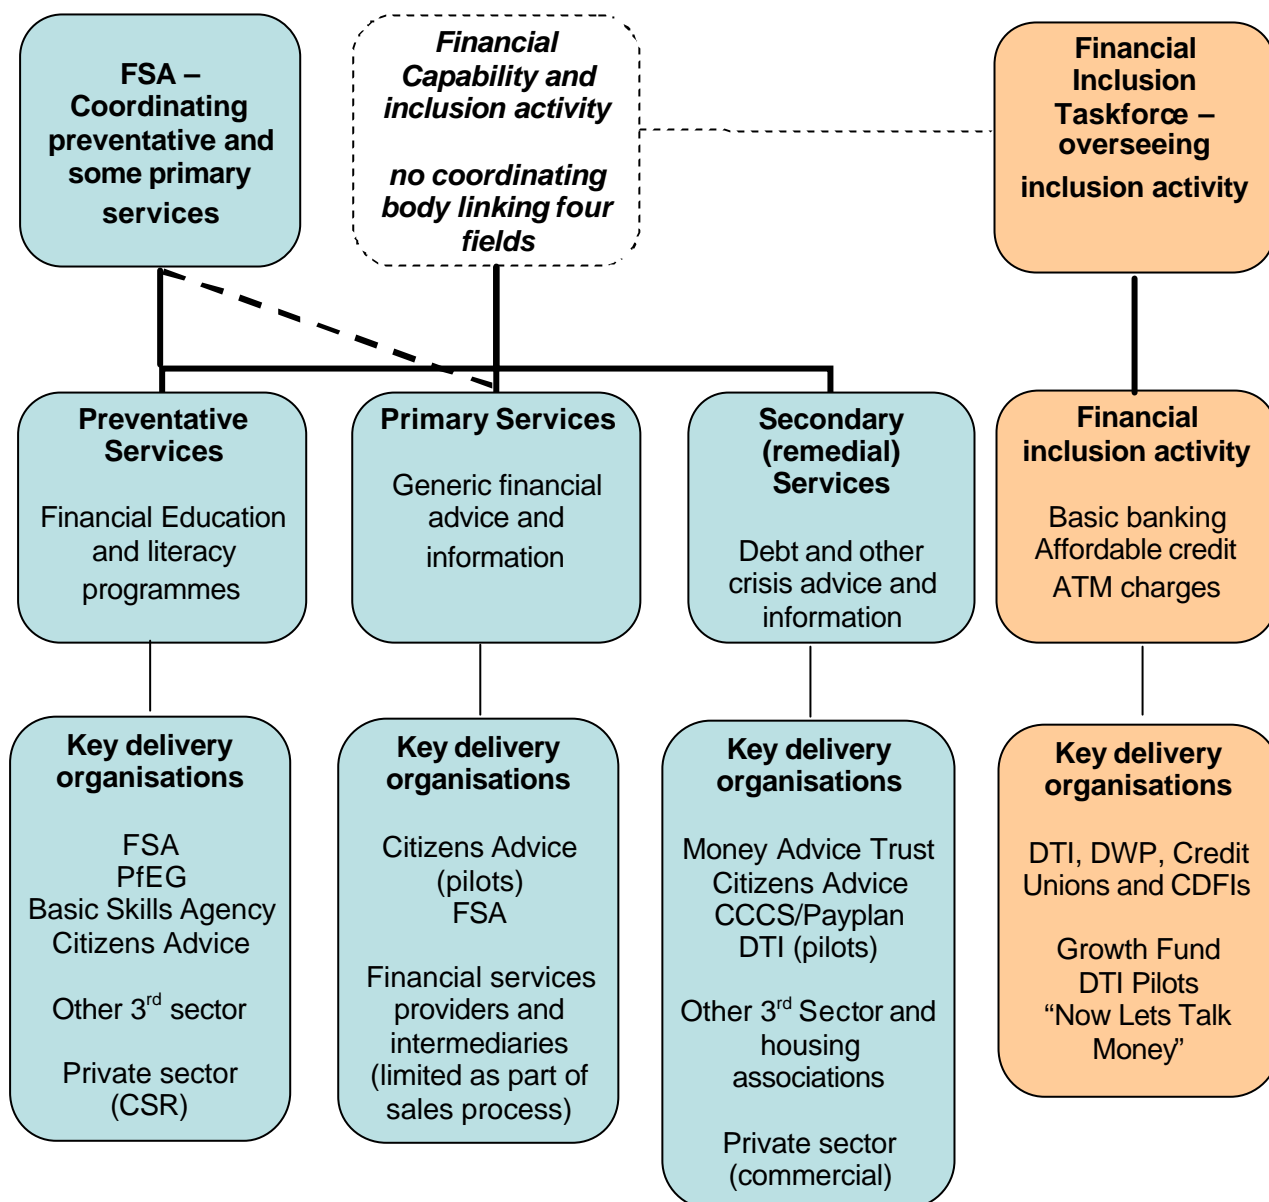 FSA –
Coordinating
preventative and
some primary
services
Financial
Capability and
inclusion activity
no coordinating
body linking four
fields
Financial
Inclusion
Taskforce –
overseeing
inclusion activity
Preventative
Services
Financial Education
and literacy
programmes
Primary Services
Generic financial
advice and
information
Secondary
(remedial)
Services
Debt and other
crisis advice and
information
Financial
inclusion activity
Basic banking
Affordable credit
ATM charges
Key delivery
organisations
FSA
PfEG
Basic Skills Agency
Citizens Advice
Other 3rd sector
Private sector
(CSR)
Key delivery
organisations
Citizens Advice
(pilots)
FSA
Financial services
providers and
intermediaries
(limited as part of
sales process)
Key delivery
organisations
Money Advice Trust
Citizens Advice
CCCS/Payplan
DTI (pilots)
Other 3rd Sector and
housing
associations
Private sector
(commercial)
Key delivery
organisations
DTI, DWP, Credit
Unions and CDFIs
Growth Fund
DTI Pilots
“Now Lets Talk
Money”